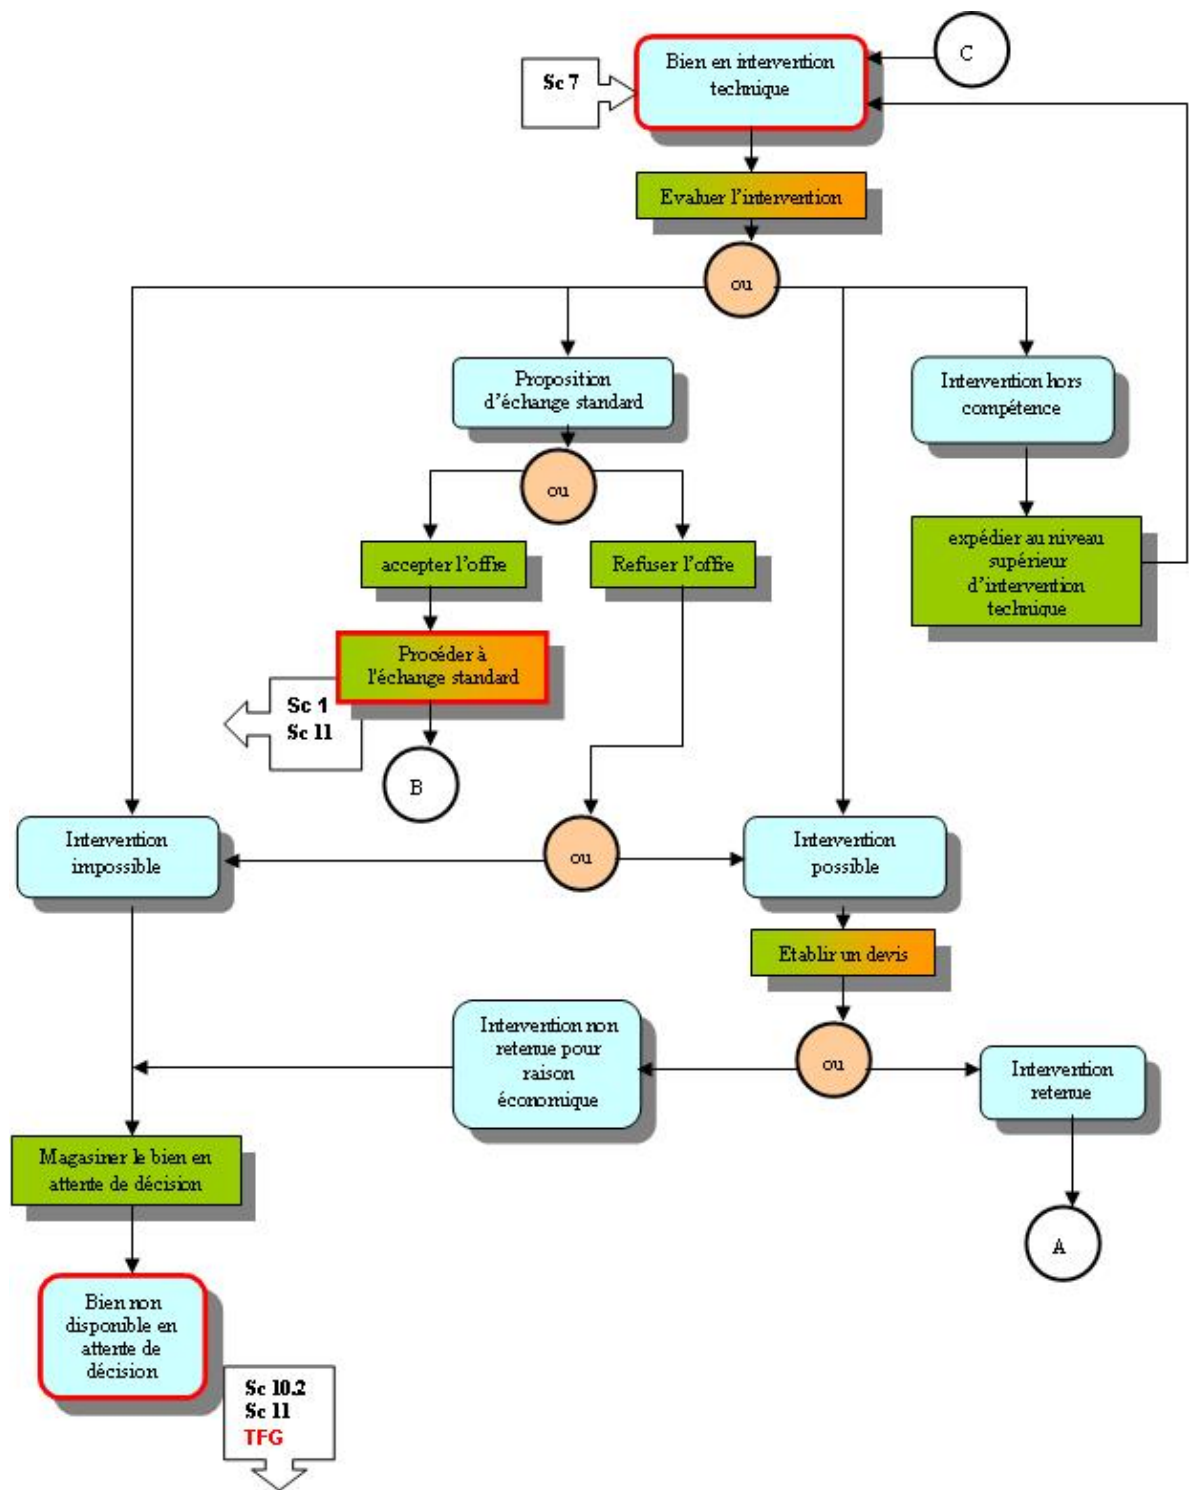 C
Bien en intervention
technique
Sc 7
Evaluer l'intervention
ou
Proposition
d'échange standard
Intervention hors
compétence
ou
accepter l'offre
Refuser l'offre
expédier au niveau
supérieur
d'intervention
technique
Procéder à
l'échange standard
Sc 1
Sc 11
B
Intervention
impossible
ou
Intervention
possible
Etablir un devis
Intervention non
retenue pour
raison
économique
ou
Intervention
retenue
Magasiner le bien en
attente de décision
A
Bien non
disponible en
attente de
décision
Sc 10.2
Sc 11
TFG